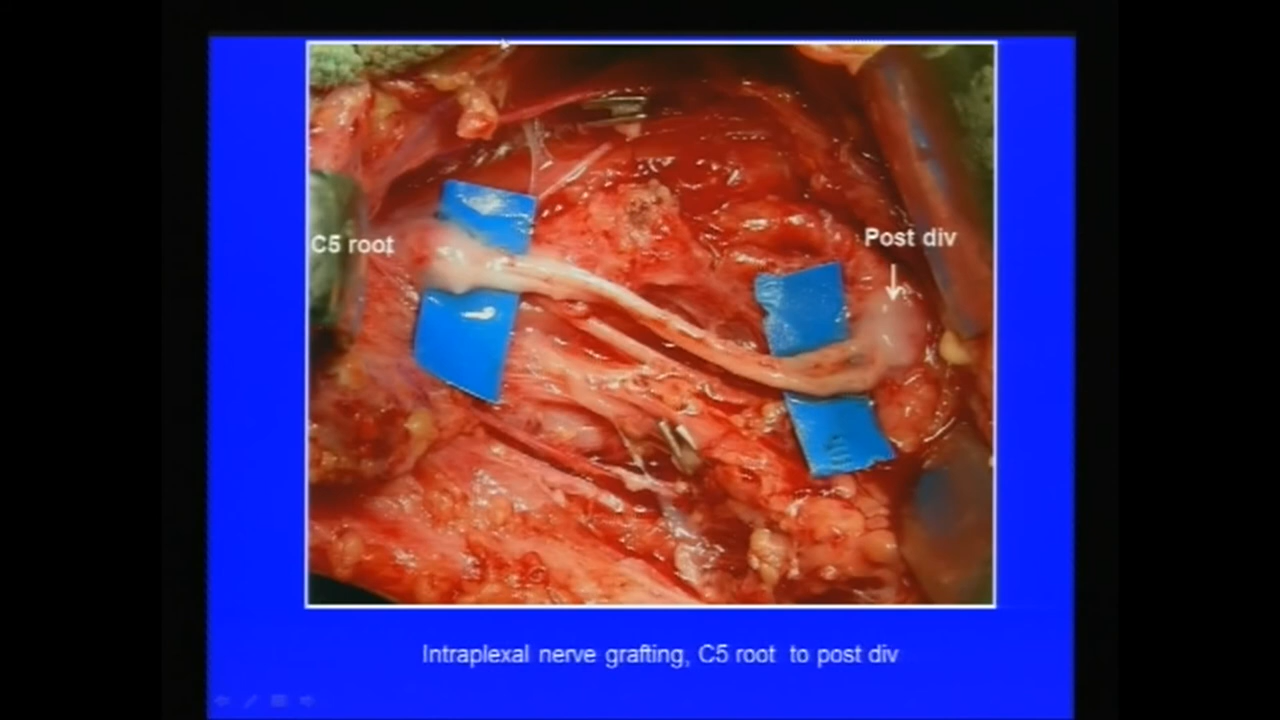 C5 root
Post div
Intraplexal nerve grafting, C5 root to post div